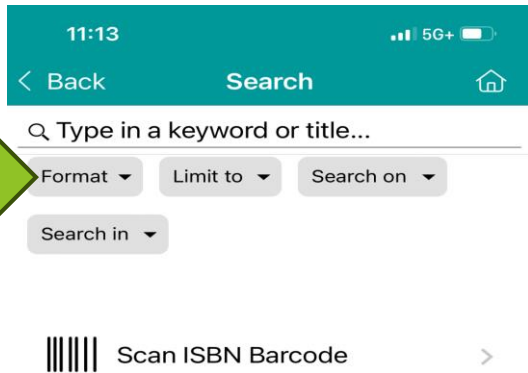 11:13 5G+
Back Search
Type in a keyword or title...
Format Limit to Search on
Search in
Scan ISBN Barcode